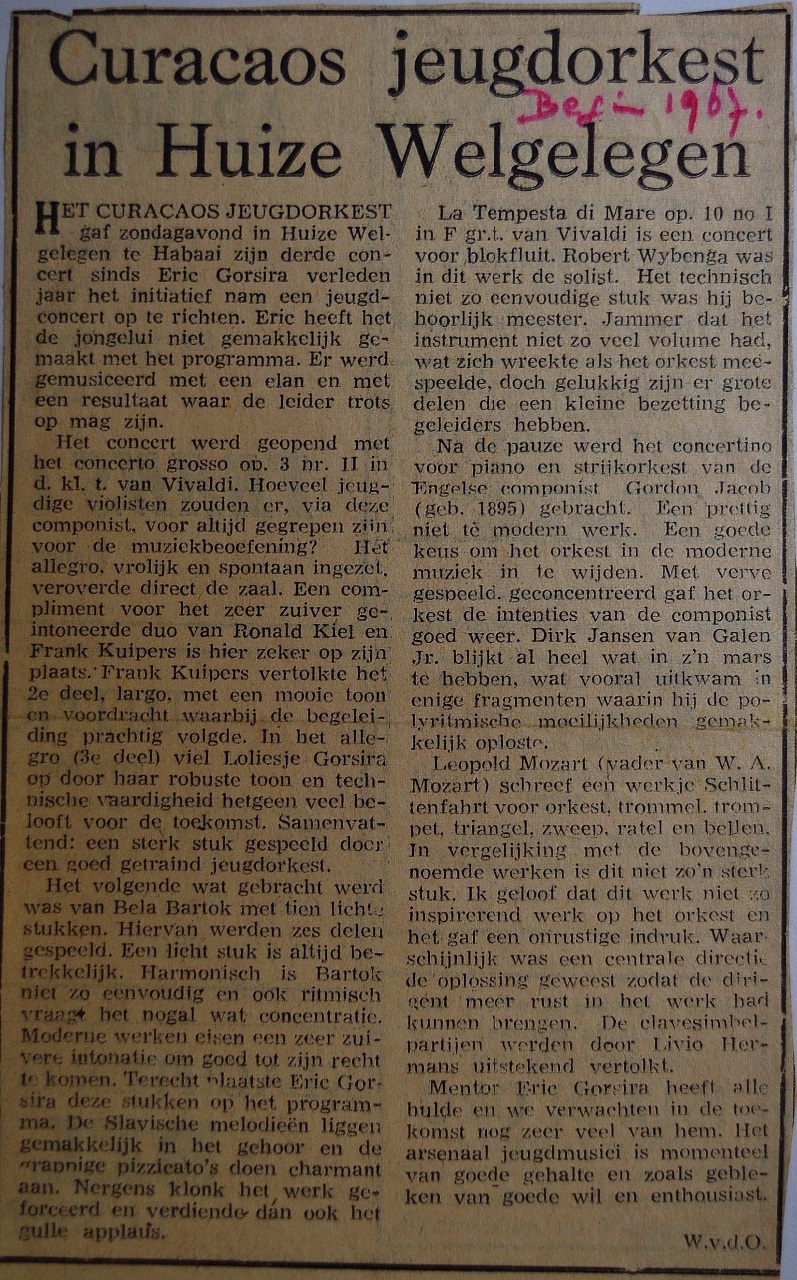 Curacaos jeugdorkest
Begin 1967.
in Huize Welgelegen
HET CURACAOS JEUGDORKEST
gaf zondagavond in Huize Wel-
gelegen te Habaai zijn derde con-
cert sinds Eric Gorsira verleden
jaar het initiatief nam een jeugd-
concert op te richten. Eric heeft het
de jongelui niet gemakkelijk ge-
maakt met het programma. Er werd
gemusiceerd met een elan en met
een resultaat waar de leider trots
op mag zijn.
Het concert werd geopend met
het concerto grosso op. 3 nr. II in
d. kl. t. van Vivaldi. Hoeveel jeug-
dige violisten zouden er, via deze
componist, voor altijd gegrepen zijn
voor de muziekbeoefening? Het
allegro, vrolijk en spontaan ingezet,
veroverde direct de zaal. Een com-
pliment voor het zeer zuiver ge-
intoneerde duo van Ronald Kiel en
Frank Kuipers is hier zeker op zijn
plaats. Frank Kuipers vertolkte het
2e deel, largo, met een mooie toon
en voordracht waarbij de begelei-
ding prachtig volgde. In het alle-
gro (3e deel) viel Loliesje Gorsira
op door haar robuste toon en tech-
nische vaardigheid hetgeen veel be-
looft voor de toekomst. Samenvat-
tend: een sterk stuk gespeeld door
een goed getraind jeugdorkest.
Het volgende wat gebracht werd
was van Bela Bartok met tien lichte
stukken. Hiervan werden zes delen
gespeeld. Een licht stuk is altijd be-
trekkelijk. Harmonisch is Bartok
niet zo eenvoudig en ook ritmisch
vraagt het nogal wat concentratie.
Moderne werken eisen een zeer zui-
vere intonatie om goed tot zijn recht
te komen. Terecht plaatste Eric Gor-
sira deze stukken op het program-
ma. De Slavische melodieën liggen
gemakkelijk in het gehoor en de
grappige pizzicato's doen charmant
aan. Nergens klonk het werk ge-
forceerd en verdiende dan ook het
gulle applaus.
La Tempesta di Mare op. 10 no I
in F gr.t. van Vivaldi is een concert
voor blokfluit. Robert Wybenga was
in dit werk de solist. Het technisch
niet zo eenvoudige stuk was hij be-
hoorlijk meester. Jammer dat het
instrument niet zo veel volume had,
wat zich wreekte als het orkest mee-
speelde, doch gelukkig zijn er grote
delen die een kleine bezetting be-
geleiders hebben.
Na de pauze werd het concertino
voor piano en strijkorkest van de
Engelse componist Gordon Jacob
(geb. 1895) gebracht. Een prettig
niet te modern werk. Een goede
keus om het orkest in de moderne
muziek in te wijden. Met verve
gespeeld, geconcentreerd gaf het or-
kest de intenties van de componist
goed weer. Dirk Jansen van Galen
Jr. blijkt al heel wat in z'n mars
te hebben, wat vooral uitkwam in
enige fragmenten waarin hij de po-
lyritmische moeilijkheden gemak-
kelijk oploste.
Leopold Mozart (vader van W. A.
Mozart) schreef een werkje Schlit-
tenfahrt voor orkest, trommel, trom-
pet, triangel, zweep, ratel en bellen.
In vergelijking met de bovenge-
noemde werken is dit niet zo'n sterk
stuk. Ik geloof dat dit werk niet zo
inspirerend werk op het orkest en
het gaf een onrustige indruk. Waar-
schijnlijk was een centrale directie
de oplossing geweest zodat de diri-
gent meer rust in het werk had
kunnen brengen. De clavesimbel-
partijen werden door Livio Her-
mans uitstekend vertolkt.
Mentor Eric Gorsira heeft alle
hulde en we verwachten in de toe-
komst nog zeer veel van hem. Het
arsenaal jeugdmusici is momenteel
van goede gehalte en zoals geble-
ken van goede wil en enthousiast.
W.v.d.O.